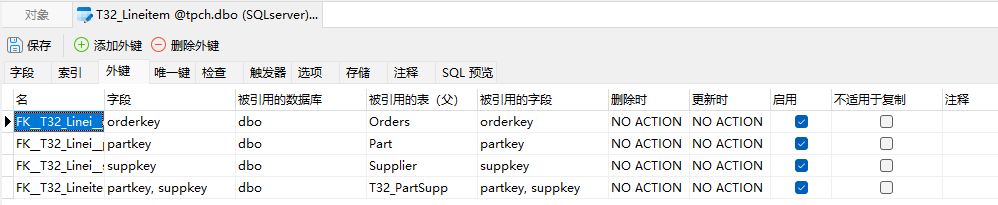 对象 T32_Lineitem @tpch.dbo (SQLserver)...
保存 添加外键 删除外键
字段 索引 外键 唯一键 检查 触发器 选项 存储 注释 SQL 预览
名 字段 被引用的数据库 被引用的表（父） 被引用的字段 删除时 更新时 启用 不适用于复制 注释
FK__T32_Linei__ orderkey dbo Orders orderkey NO ACTION NO ACTION
FK__T32_Linei__ partkey dbo Part partkey NO ACTION NO ACTION
FK__T32_Linei__ suppkey dbo Supplier suppkey NO ACTION NO ACTION
FK__T32_Lineite partkey, suppkey dbo T32_PartSupp partkey, suppkey NO ACTION NO ACTION